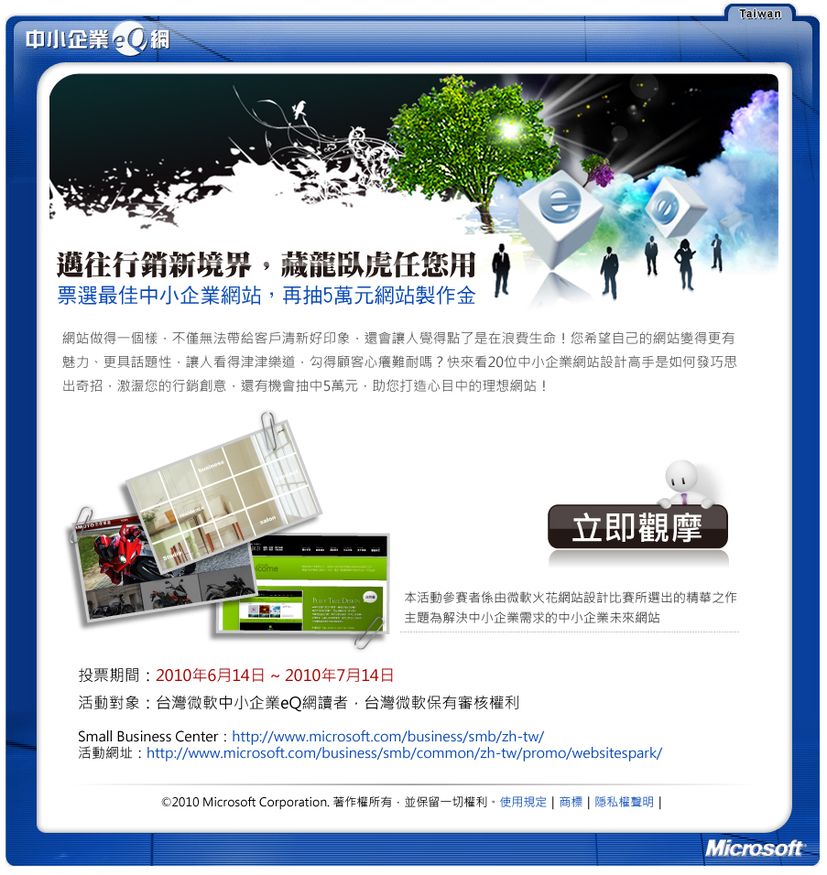 Taiwan
中小企業eQ網
邁往行銷新境界，藏龍臥虎任您用
票選最佳中小企業網站，再抽5萬元網站製作金
網站做得一個樣，不僅無法帶給客戶清新好印象，還會讓人覺得點了是在浪費生命！您希望自己的網站變得更有
魅力、更具話題性，讓人看得津津樂道，勾得顧客心癢難耐嗎？快來看20位中小企業網站設計高手是如何發巧思
出奇招，激盪您的行銷創意，還有機會抽中5萬元，助您打造心目中的理想網站！
business
salon
立即觀摩
本活動參賽者係由微軟火花網站設計比賽所選出的精華之作
主題為解決中小企業需求的中小企業未來網站
投票期間：2010年6月14日 ~ 2010年7月14日
活動對象：台灣微軟中小企業eQ網讀者，台灣微軟保有審核權利
Small Business Center：http://www.microsoft.com/business/smb/zh-tw/
活動網址：http://www.microsoft.com/business/smb/common/zh-tw/promo/websitespark/
©2010 Microsoft Corporation. 著作權所有，並保留一切權利。使用規定 | 商標 | 隱私權聲明 |
Microsoft